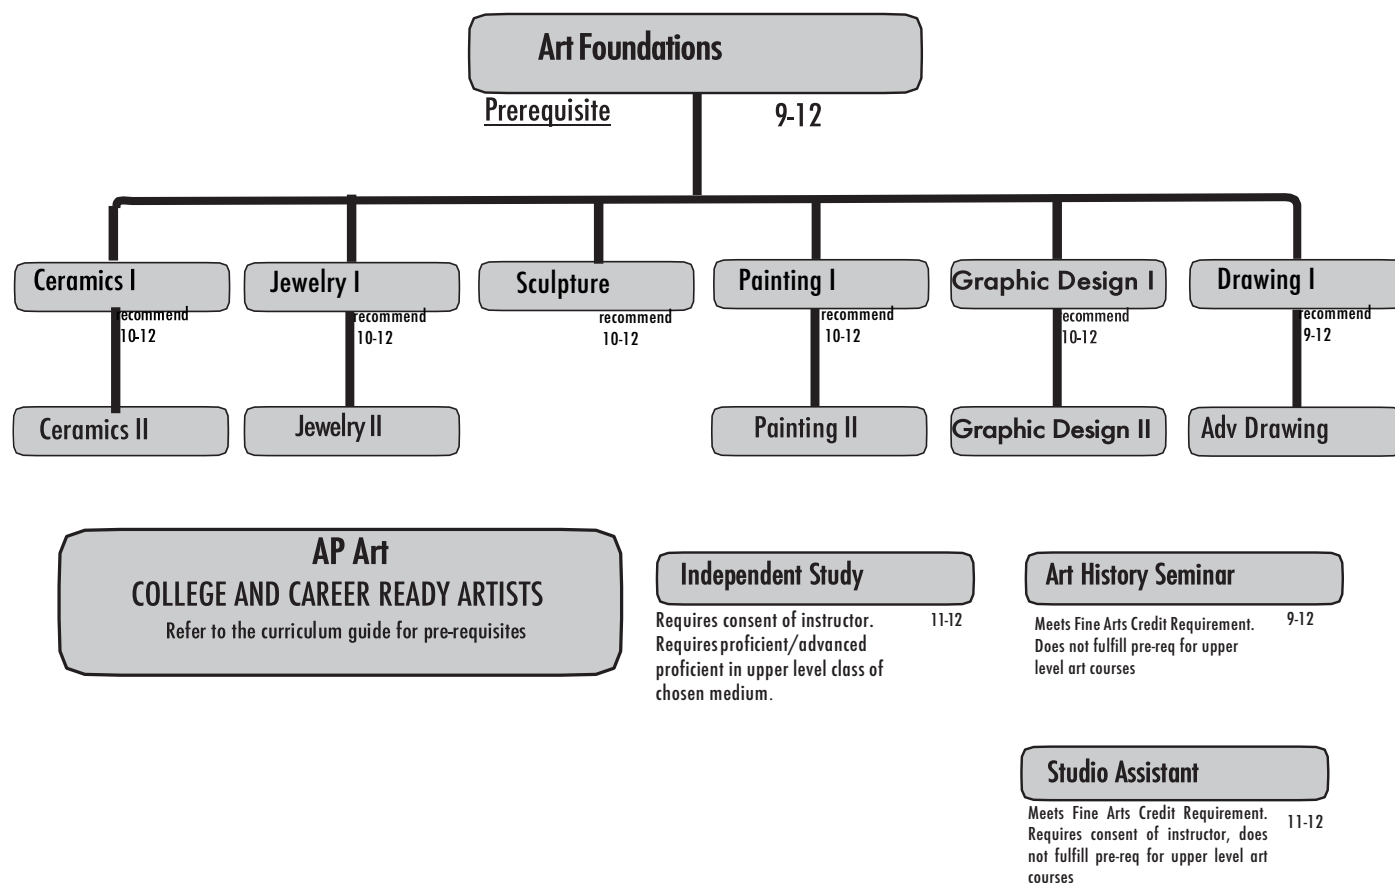 Art Foundations
Prerequisite 9-12
Ceramics I Jewelry I Sculpture Painting I Graphic Design I Drawing I
recommend recommend recommend recommend recommend recommend
10-12 10-12 10-12 10-12 10-12 9-12
Ceramics II Jewelry II Painting II Graphic Design II Adv Drawing
AP Art
COLLEGE AND CAREER READY ARTISTS
Refer to the curriculum guide for pre-requisites
Independent Study
Requires consent of instructor. 11-12
Requires proficient/advanced
proficient in upper level class of
chosen medium.
Art History Seminar
Meets Fine Arts Credit Requirement. 9-12
Does not fulfill pre-req for upper
level art courses
Studio Assistant
Meets Fine Arts Credit Requirement. 11-12
Requires consent of instructor, does
not fulfill pre-req for upper level art
courses